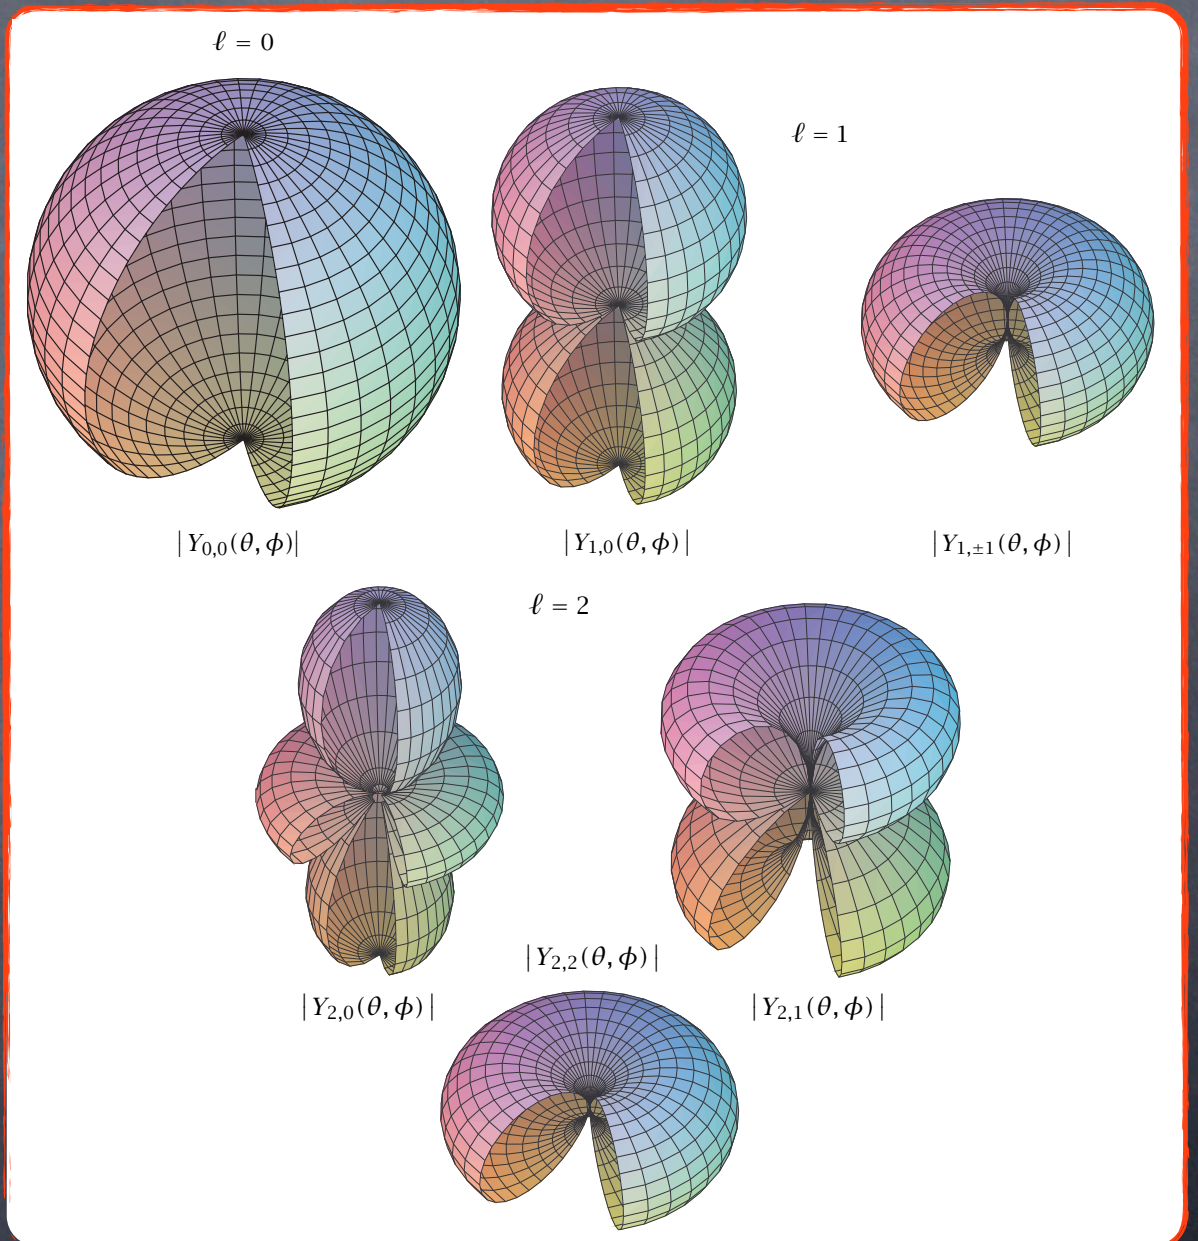 ℓ = 0
ℓ = 1
|Y₀,₀(θ, ϕ)|
|Y₁,₀(θ, ϕ)|
|Y₁,±₁(θ, ϕ)|
ℓ = 2
|Y₂,₂(θ, ϕ)|
|Y₂,₀(θ, ϕ)|
|Y₂,₁(θ, ϕ)|